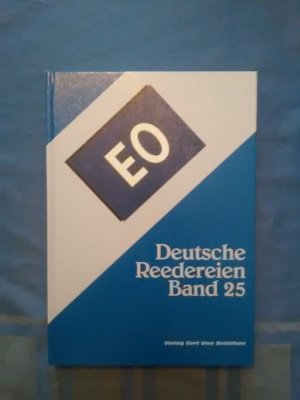 EO
Deutsche
Reedereien
Band 25
Verlag Gert Uwe Detlefsen